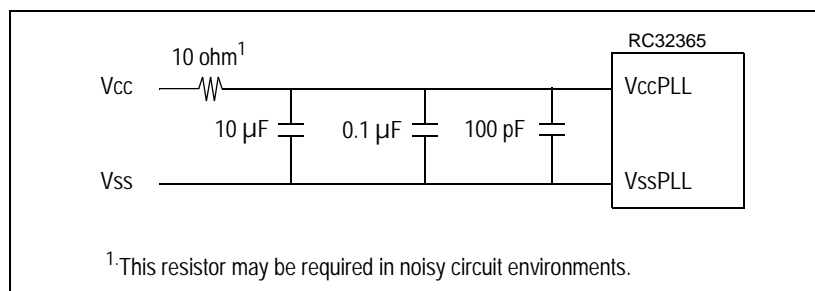 RC32365
10 ohm1
Vcc
VccPLL
10 µF
0.1 µF
100 pF
Vss
VssPLL
1.This resistor may be required in noisy circuit environments.